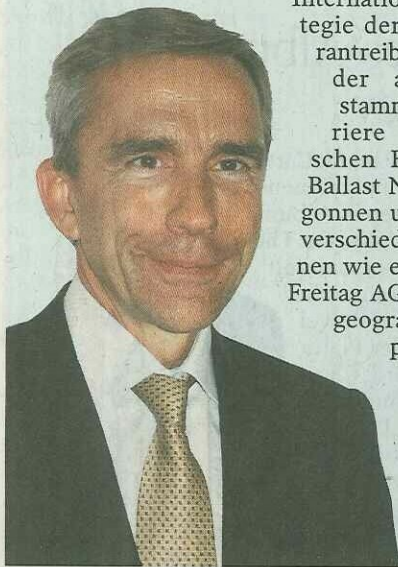 Internatio
tegie der
rantreib
der a
stamm
riere
schen
Ballast N
gonnen u
verschied
nen wie e
Freitag AG
geogra
p